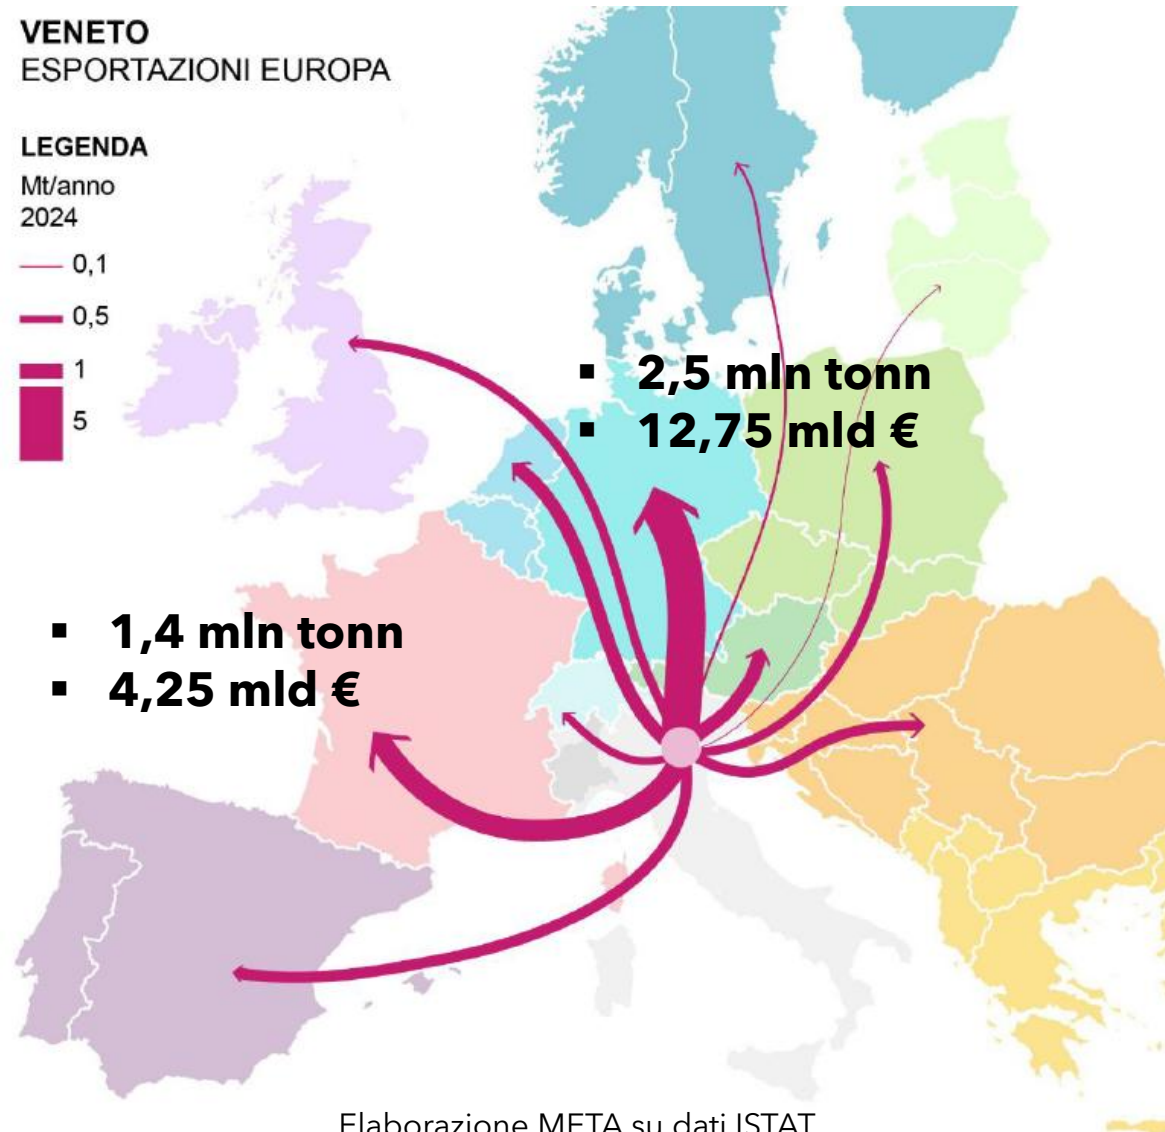 VENETO
ESPORTAZIONI EUROPA
LEGENDA
Mt/anno
2024
0,1
0,5
1
5
▪ 2,5 mln tonn
▪ 12,75 mld €
▪ 1,4 mln tonn
▪ 4,25 mld €
Elaborazione META su dati ISTAT